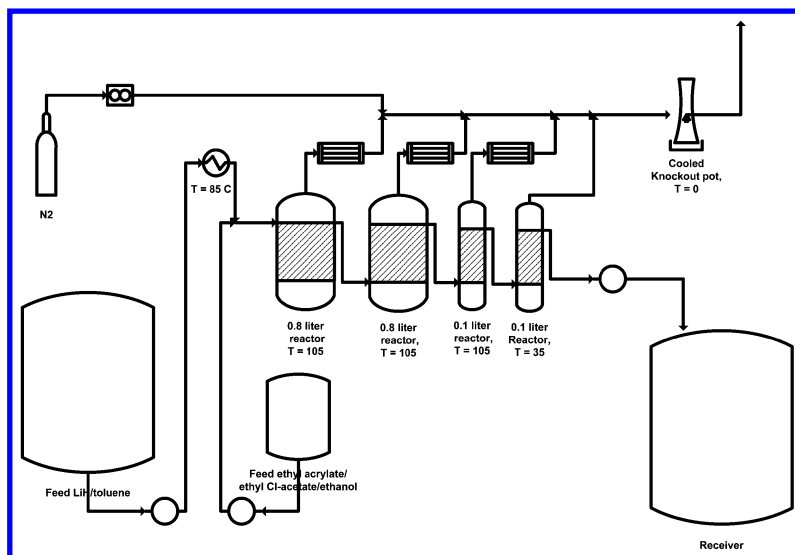 N2
T = 85 C
Cooled
Knockout pot,
T = 0
0.8 liter
reactor
T = 105
0.8 liter
reactor,
T = 105
0.1 liter
reactor,
T = 105
0.1 liter
Reactor,
T = 35
Feed LiH/toluene
Feed ethyl acrylate/
ethyl Cl-acetate/ethanol
Receiver